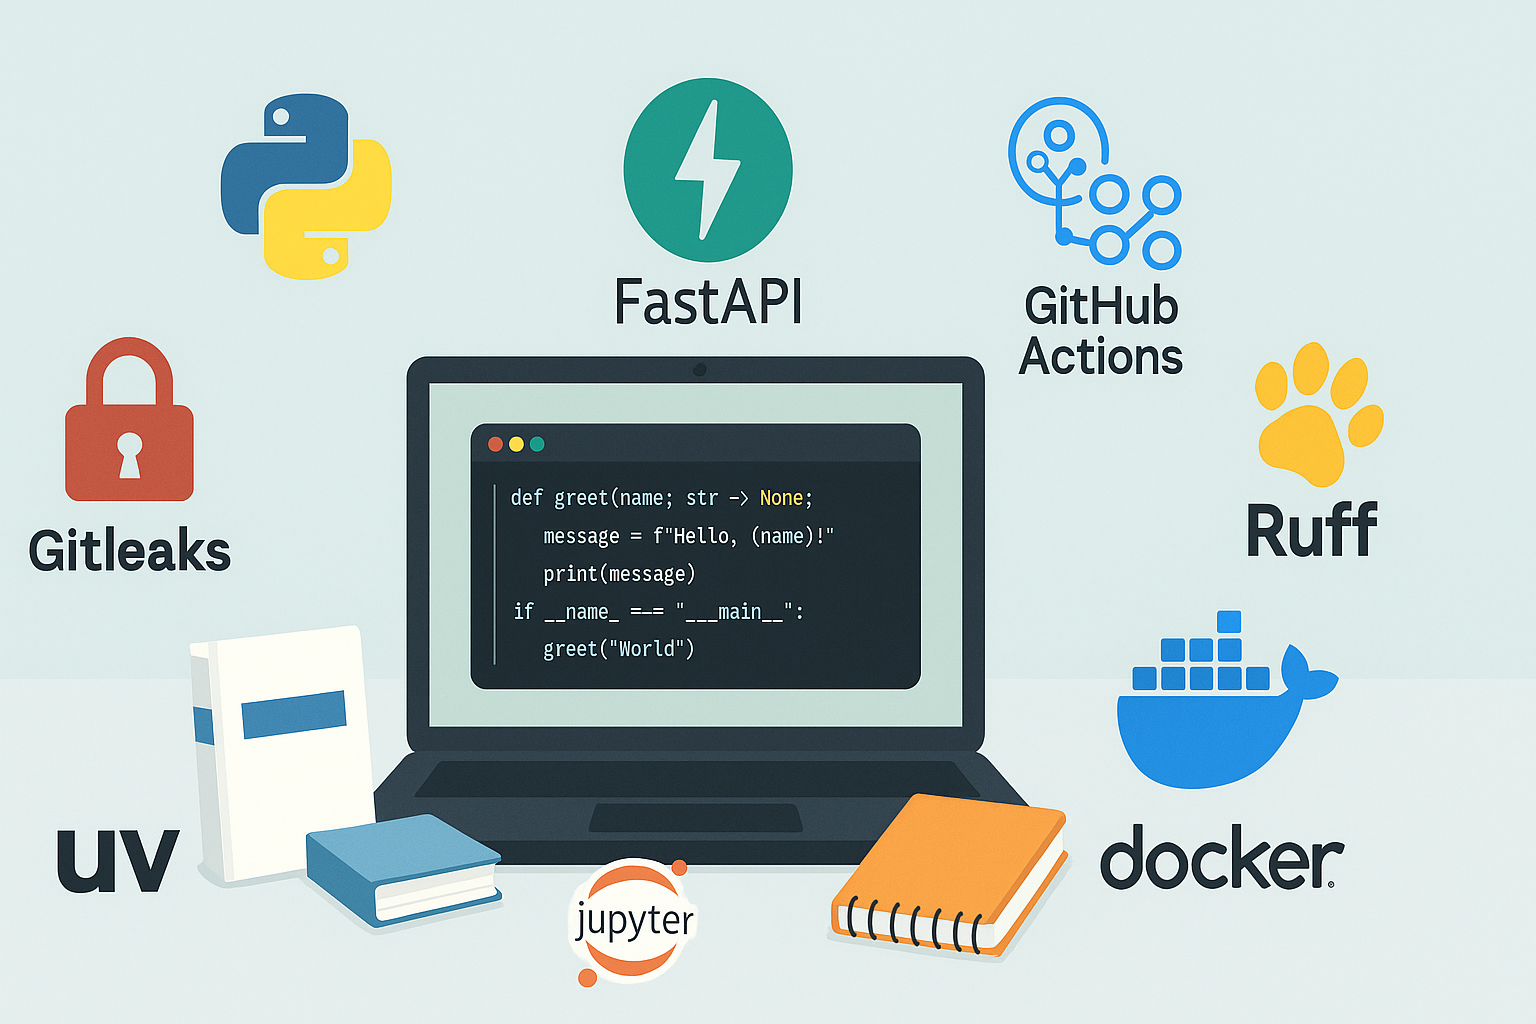 FastAPI
GitHub
Actions
Gitleaks
Ruff
def greet(name; str -> None;
message = f"Hello, (name)!"
print(message)
if __name_ === "___main__":
greet("World")
uv
docker
jupyter